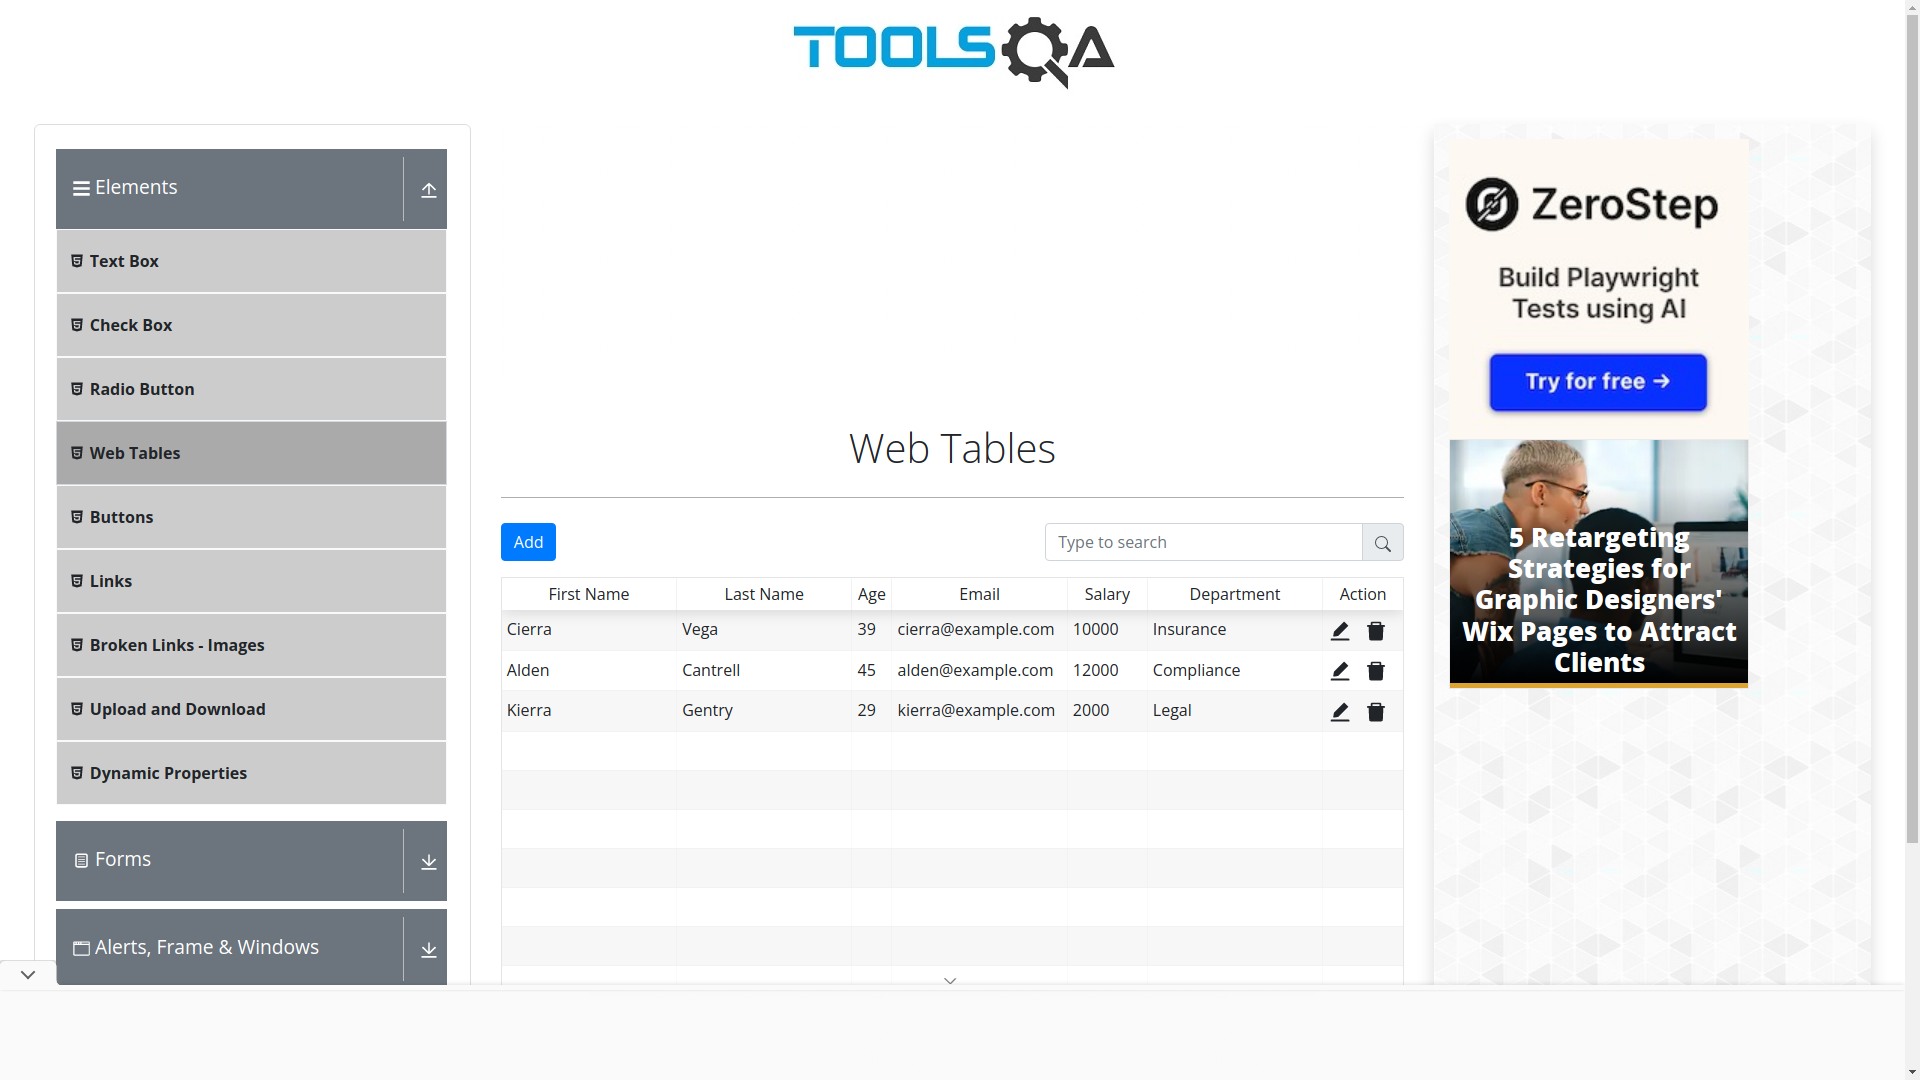 TOOLSQA
Elements
Text Box
Check Box
Radio Button
Web Tables
Buttons
Links
Broken Links - Images
Upload and Download
Dynamic Properties
Forms
Alerts, Frame & Windows
Web Tables
Add
Type to search
First Name Last Name Age Email Salary Department Action
Cierra Vega 39 cierra@example.com 10000 Insurance
Alden Cantrell 45 alden@example.com 12000 Compliance
Kierra Gentry 29 kierra@example.com 2000 Legal
ZeroStep
Build Playwright
Tests using AI
Try for free →
5 Retargeting
Strategies for
Graphic Designers'
Wix Pages to Attract
Clients